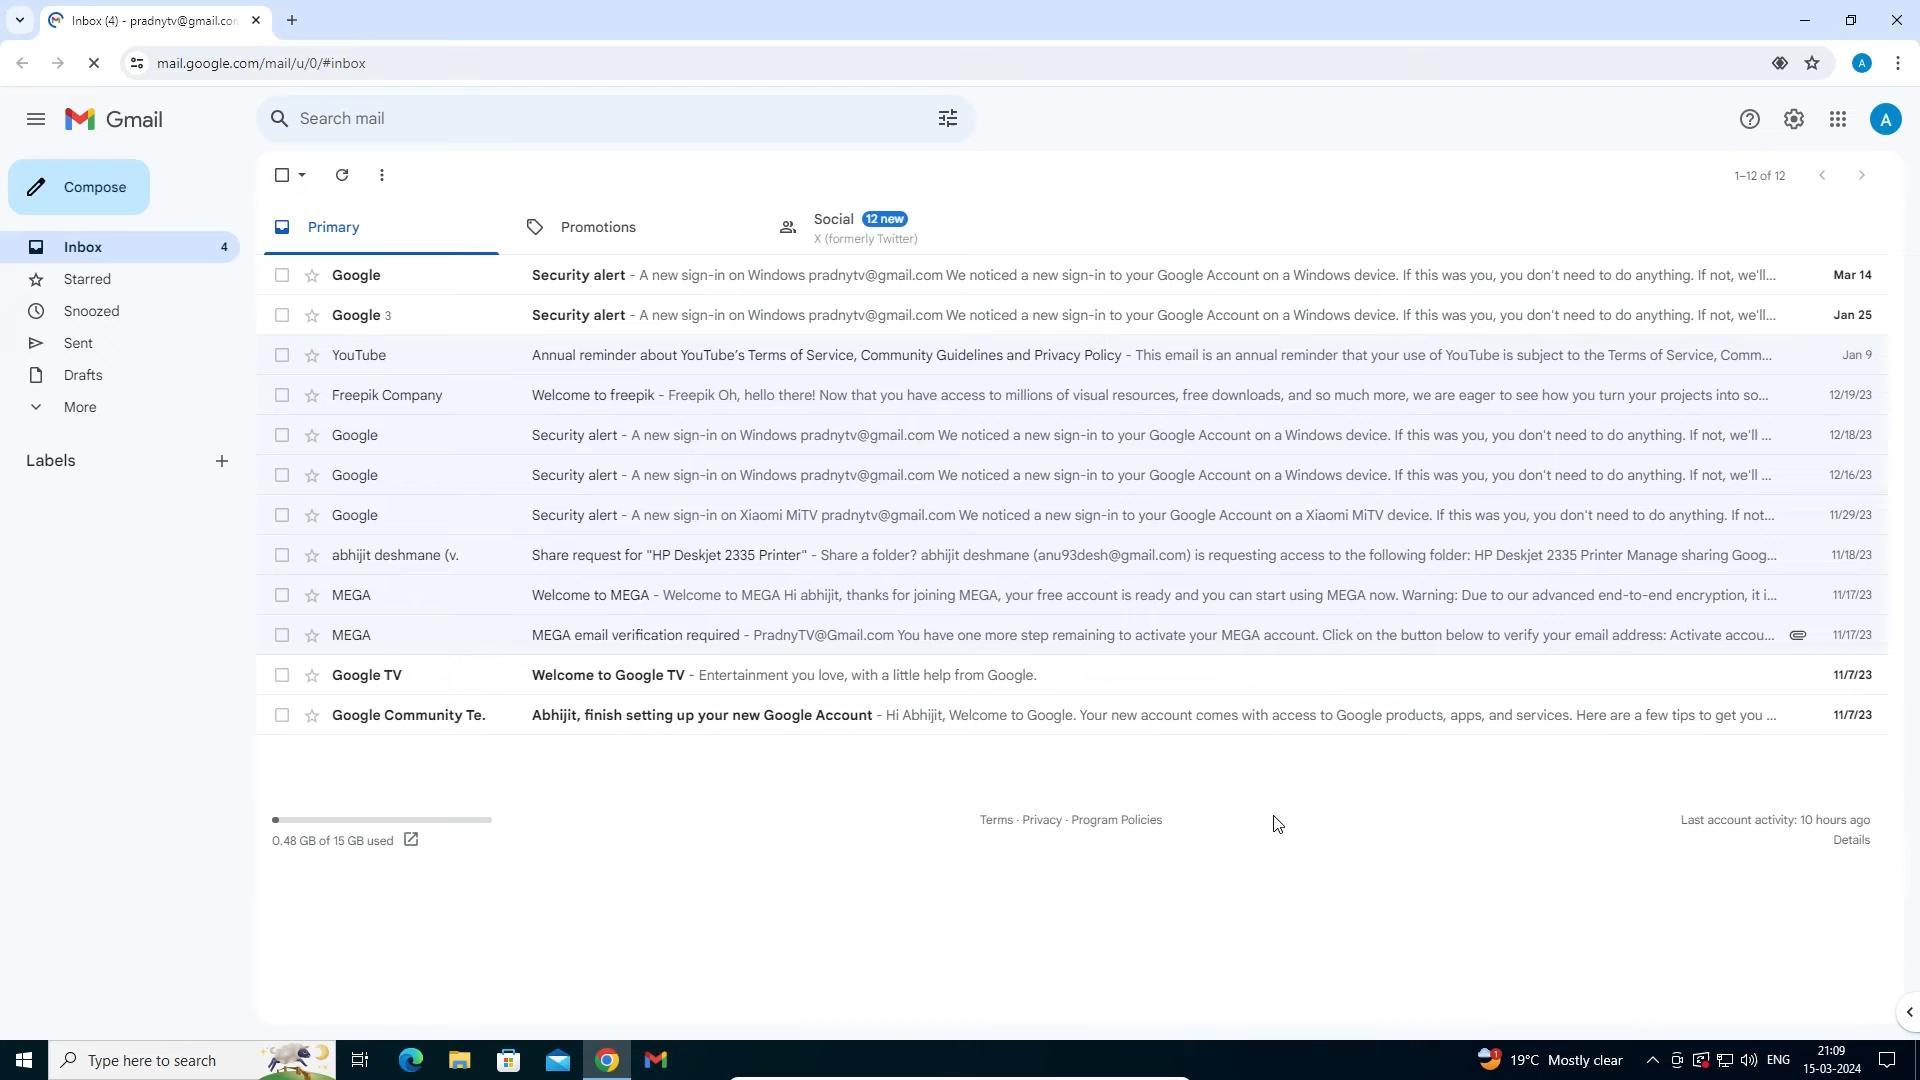 Inbox (4) - pradnytv@gmail.con
mail.google.com/mail/u/0/#inbox
A
Gmail
Search mail
A
Compose
1–12 of 12
Primary
Promotions
Social 12 new
X (formerly Twitter)
Inbox 4
Starred
Snoozed
Sent
Drafts
More
Labels
Google Security alert - A new sign-in on Windows pradnytv@gmail.com We noticed a new sign-in to your Google Account on a Windows device. If this was you, you don't need to do anything. If not, we'll... Mar 14
Google 3 Security alert - A new sign-in on Windows pradnytv@gmail.com We noticed a new sign-in to your Google Account on a Windows device. If this was you, you don't need to do anything. If not, we'll... Jan 25
YouTube Annual reminder about YouTube's Terms of Service, Community Guidelines and Privacy Policy - This email is an annual reminder that your use of YouTube is subject to the Terms of Service, Comm... Jan 9
Freepik Company Welcome to freepik - Freepik Oh, hello there! Now that you have access to millions of visual resources, free downloads, and so much more, we are eager to see how you turn your projects into so... 12/19/23
Google Security alert - A new sign-in on Windows pradnytv@gmail.com We noticed a new sign-in to your Google Account on a Windows device. If this was you, you don't need to do anything. If not, we'll ... 12/18/23
Google Security alert - A new sign-in on Windows pradnytv@gmail.com We noticed a new sign-in to your Google Account on a Windows device. If this was you, you don't need to do anything. If not, we'll ... 12/16/23
Google Security alert - A new sign-in on Xiaomi MiTV pradnytv@gmail.com We noticed a new sign-in to your Google Account on a Xiaomi MiTV device. If this was you, you don't need to do anything. If not... 11/29/23
abhijit deshmane (v. Share request for "HP Deskjet 2335 Printer" - Share a folder? abhijit deshmane (anu93desh@gmail.com) is requesting access to the following folder: HP Deskjet 2335 Printer Manage sharing Goog... 11/18/23
MEGA Welcome to MEGA - Welcome to MEGA Hi abhijit, thanks for joining MEGA, your free account is ready and you can start using MEGA now. Warning: Due to our advanced end-to-end encryption, it i... 11/17/23
MEGA MEGA email verification required - PradnyTV@Gmail.com You have one more step remaining to activate your MEGA account. Click on the button below to verify your email address: Activate accou... 11/17/23
Google TV Welcome to Google TV - Entertainment you love, with a little help from Google. 11/7/23
Google Community Te. Abhijit, finish setting up your new Google Account - Hi Abhijit, Welcome to Google. Your new account comes with access to Google products, apps, and services. Here are a few tips to get you ... 11/7/23
0.48 GB of 15 GB used
Terms · Privacy · Program Policies
Last account activity: 10 hours ago
Details
Type here to search
1
19°C Mostly clear
ENG
21:09
15-03-2024